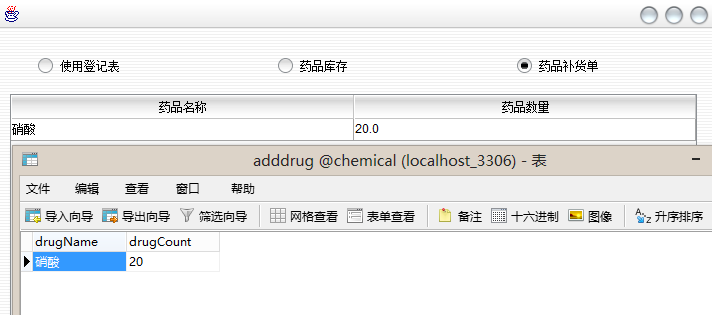 使用登记表 药品库存 药品补货单
药品名称 药品数量
硝酸 20.0
adddrug @chemical (localhost_3306) - 表
文件 编辑 查看 窗口 帮助
导入向导 导出向导 筛选向导 网格查看 表单查看 备注 十六进制 图像 升序排序
drugName drugCount
硝酸 20